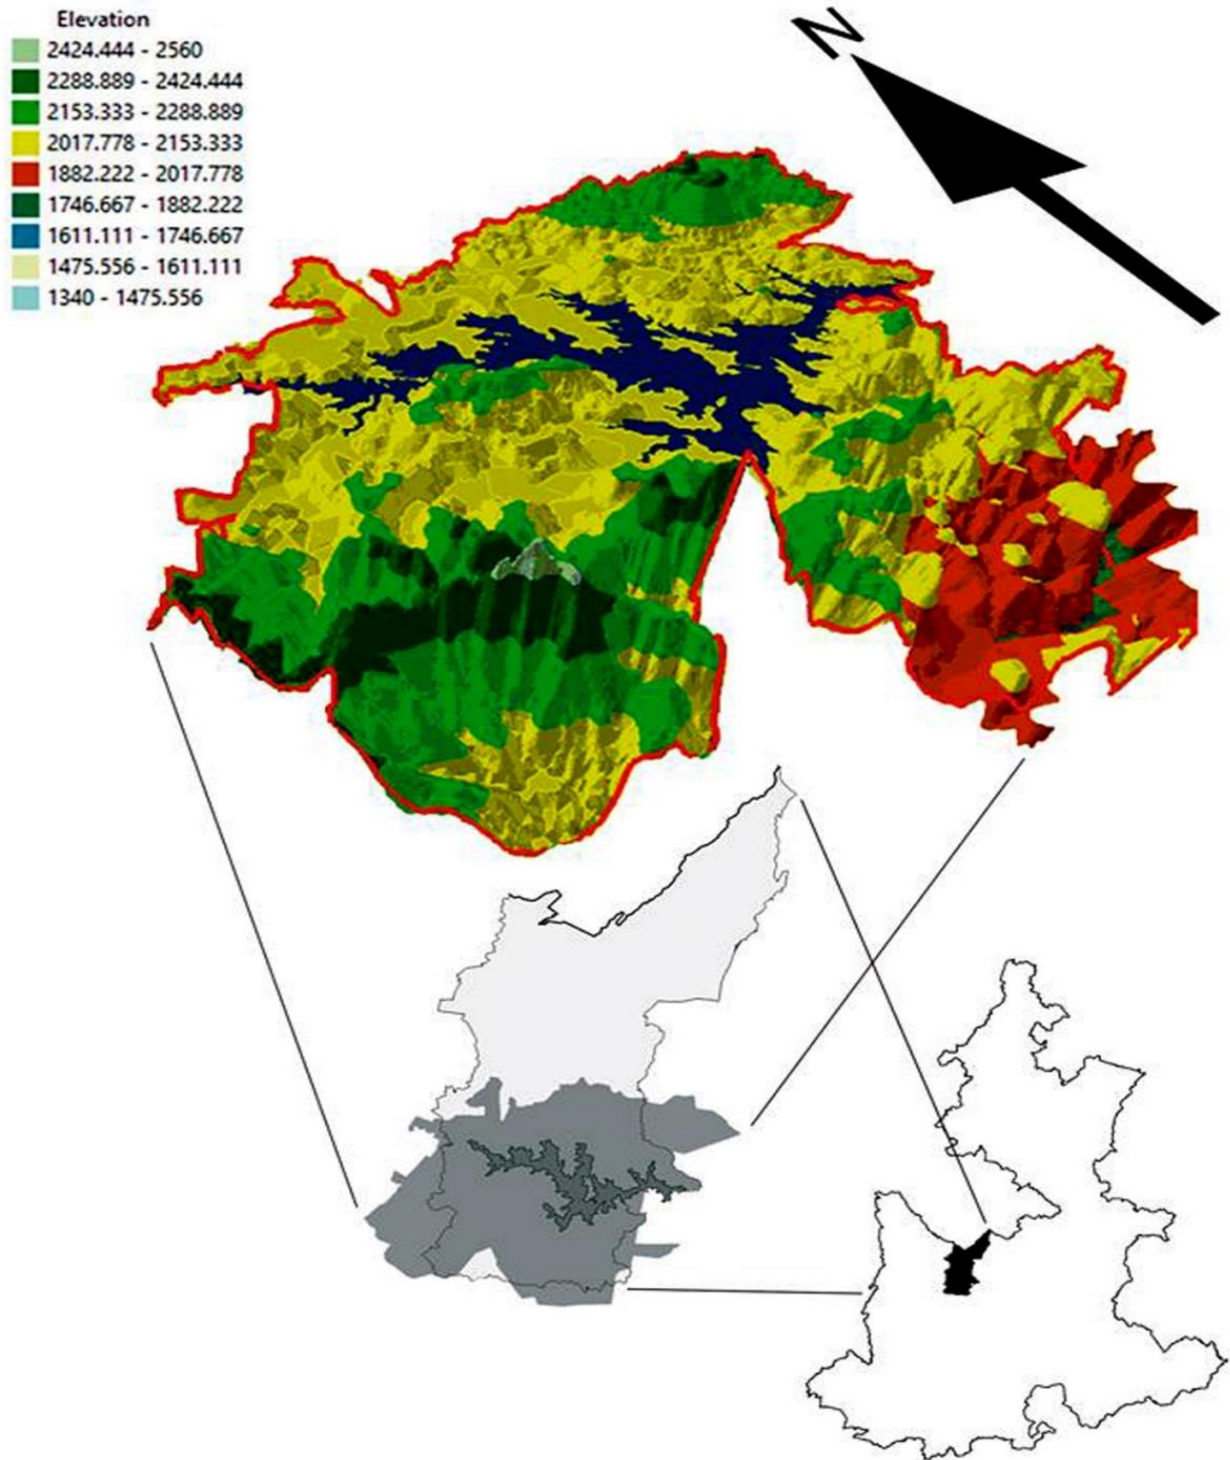 Elevation
2424.444 - 2560
2288.889 - 2424.444
2153.333 - 2288.889
2017.778 - 2153.333
1882.222 - 2017.778
1746.667 - 1882.222
1611.111 - 1746.667
1475.556 - 1611.111
1340 - 1475.556
N